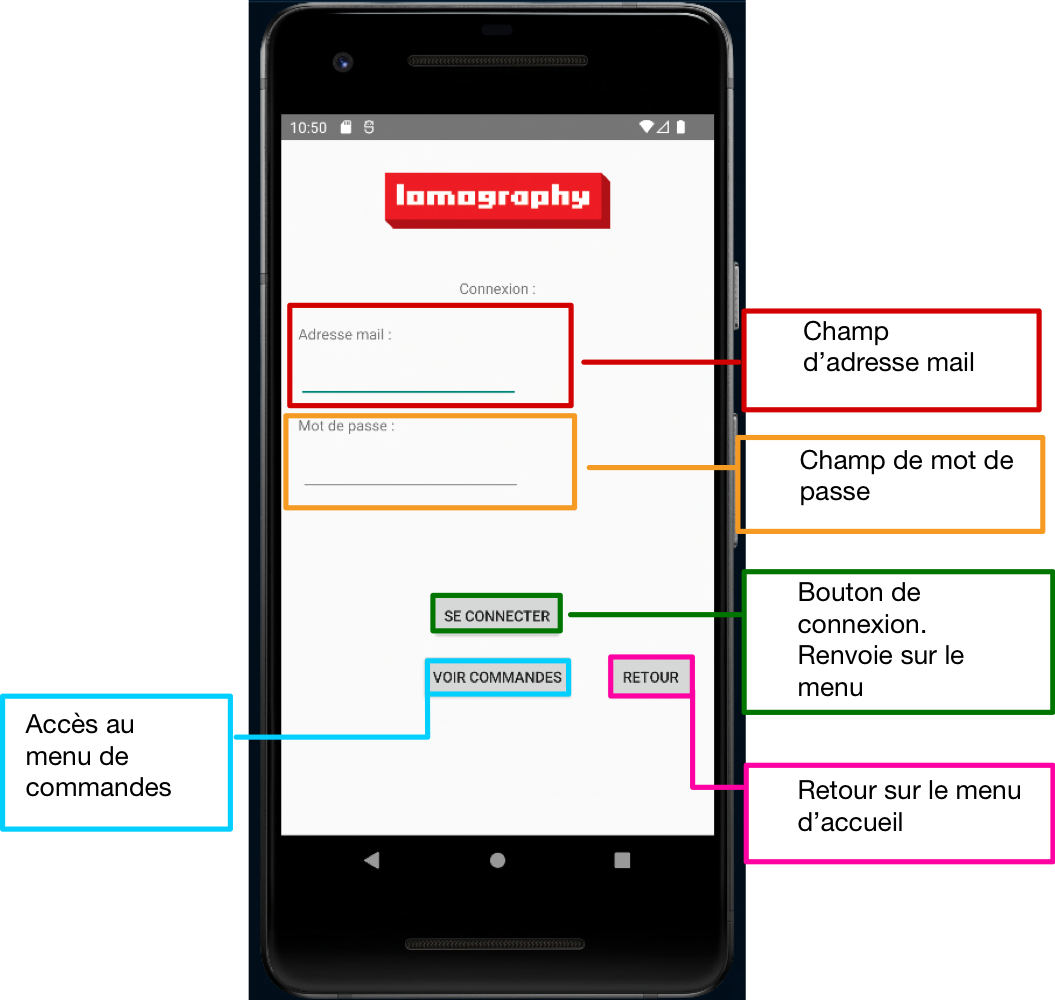 10:50
lomography
Connexion :
Adresse mail :
Mot de passe :
SE CONNECTER
VOIR COMMANDES
RETOUR
Champ
d’adresse mail
Champ de mot de
passe
Bouton de
connexion.
Renvoie sur le
menu
Accès au
menu de
commandes
Retour sur le menu
d’accueil